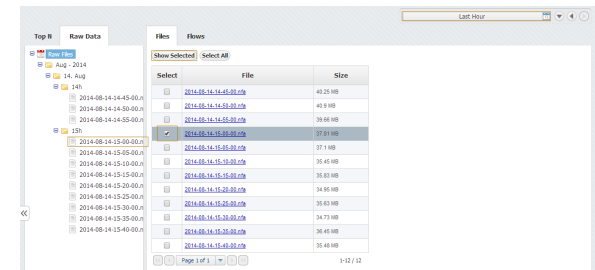 Last Hour
Top N Raw Data
Files Flows
Raw Files
Aug - 2014
14. Aug
14h
2014-08-14-14-45-00.n
2014-08-14-14-50-00.n
2014-08-14-14-55-00.n
15h
2014-08-14-15-00-00.n
2014-08-14-15-05-00.n
2014-08-14-15-10-00.n
2014-08-14-15-15-00.n
2014-08-14-15-20-00.n
2014-08-14-15-25-00.n
2014-08-14-15-30-00.n
2014-08-14-15-35-00.n
2014-08-14-15-40-00.n
Show Selected Select All
Select File Size
2014-08-14-14-45-00.nfa 40.25 MB
2014-08-14-14-50-00.nfa 40.9 MB
2014-08-14-14-55-00.nfa 39.66 MB
2014-08-14-15-00-00.nfa 37.81 MB
2014-08-14-15-05-00.nfa 37.1 MB
2014-08-14-15-10-00.nfa 35.45 MB
2014-08-14-15-15-00.nfa 35.83 MB
2014-08-14-15-20-00.nfa 34.95 MB
2014-08-14-15-25-00.nfa 35.83 MB
2014-08-14-15-30-00.nfa 34.73 MB
2014-08-14-15-35-00.nfa 36.45 MB
2014-08-14-15-40-00.nfa 35.48 MB
Page 1 of 1 1-12 / 12